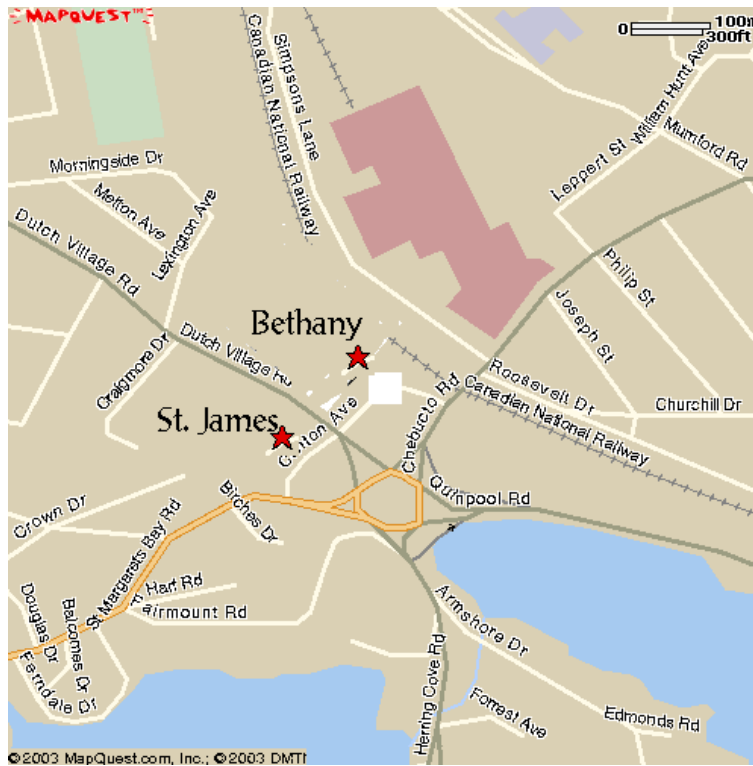 MAPQUEST™
0 100m
300ft
Canadian National Railway
Simpsons Lane
William Hunt Ave
Leppert St
Mumford Rd
Morningside Dr
Melton Ave
Lexington Ave
Dutch Village Rd
Philip St
Joseph St
Bethany
Dutch Village
Craigmore Dr
Roosevelt Dr
Churchill Dr
Canadian National Railway
Chebucto Rd
St. James
Ave
Quinpool Rd
Crown Dr
Birches Dr
St Margarets Bay Rd
Hart Rd
airmount Rd
Douglas Dr
Balcomes Dr
Ferndale Dr
Armshore Dr
Herring Cove Rd
Forrest Ave
Edmonds Rd
©2003 MapQuest.com, Inc.; ©2003 DMTI